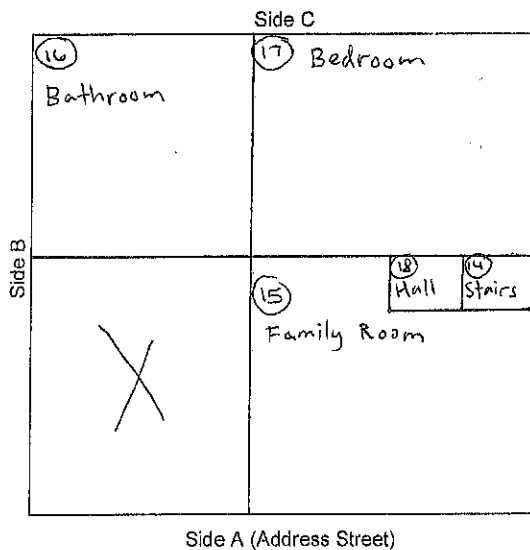 Side C
16
Bathroom
17 Bedroom
Side B
18
Hall
14
Stairs
15
Family Room
X
Side A (Address Street)